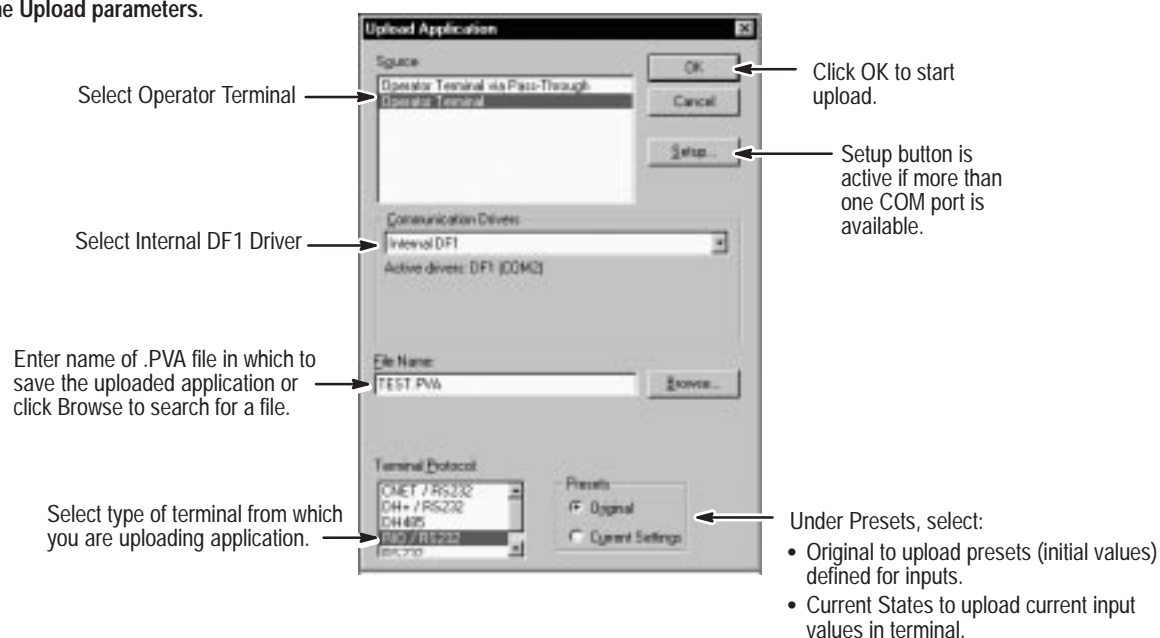 ne Upload parameters.
Upload Application
Source
Operator Terminal via Pass-Through
Operator Terminal
OK
Cancel
Setup...
Select Operator Terminal
Click OK to start
upload.
Setup button is
active if more than
one COM port is
available.
Communication Drivers
Internal DF1
Active drivers: DF1 (COM2)
Select Internal DF1 Driver
Enter name of .PVA file in which to
save the uploaded application or
click Browse to search for a file.
File Name:
TEST.PVA
Browse...
Terminal Protocol:
CNET / RS232
DH+ / RS232
DH485
RIO / RS232
RS232
Select type of terminal from which
you are uploading application.
Presets
Original
Current Settings
Under Presets, select:
• Original to upload presets (initial values)
defined for inputs.
• Current States to upload current input
values in terminal.